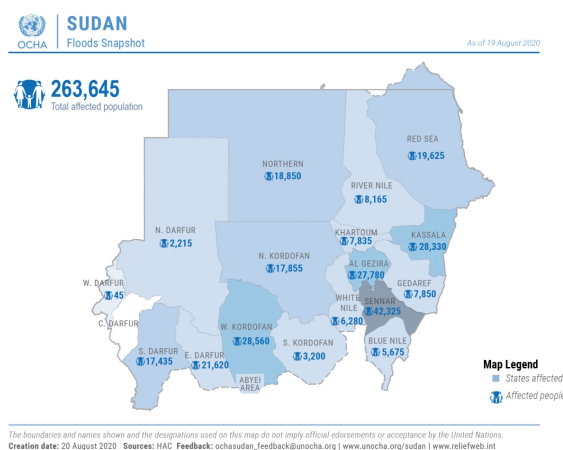 OCHA
SUDAN
Floods Snapshot
As of 19 August 2020
263,645
Total affected population
RED SEA
19,625
NORTHERN
18,850
RIVER NILE
8,165
N. DARFUR
2,215
KHARTOUM
7,835
KASSALA
28,330
N. KORDOFAN
17,855
AL GEZIRA
27,780
GEDAREF
7,850
W. DARFUR
45
WHITE
NILE
6,280
SENNAR
42,325
C. DARFUR
W. KORDOFAN
28,560
S. KORDOFAN
3,200
BLUE NILE
5,675
S. DARFUR
17,435
E. DARFUR
21,620
ABYEI
AREA
Map Legend
States affected
Affected people
The boundaries and names shown and the designations used on this map do not imply official edorsements or acceptance by the United Nations.
Creation date: 20 August 2020 Sources: HAC Feedback: ochasudan_feedback@unocha.org | www.unocha.org/sudan | www.reliefweb.int